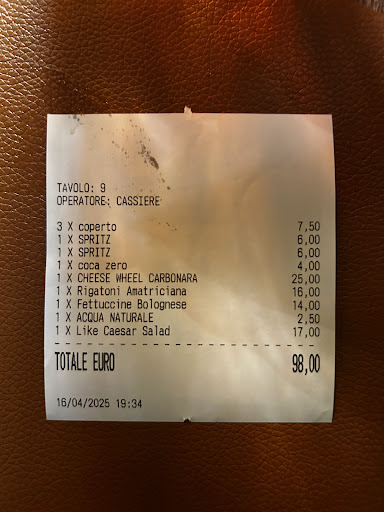 TAVOLO: 9
OPERATORE: CASSIERE
3 X coperto 7,50
1 X SPRITZ 6,00
1 X SPRITZ 6,00
1 X coca zero 4,00
1 X CHEESE WHEEL CARBONARA 25,00
1 X Rigatoni Amatriciana 16,00
1 X Fettuccine Bolognese 14,00
1 X ACQUA NATURALE 2,50
1 X Like Caesar Salad 17,00
TOTALE EURO 98,00
16/04/2025 19:34